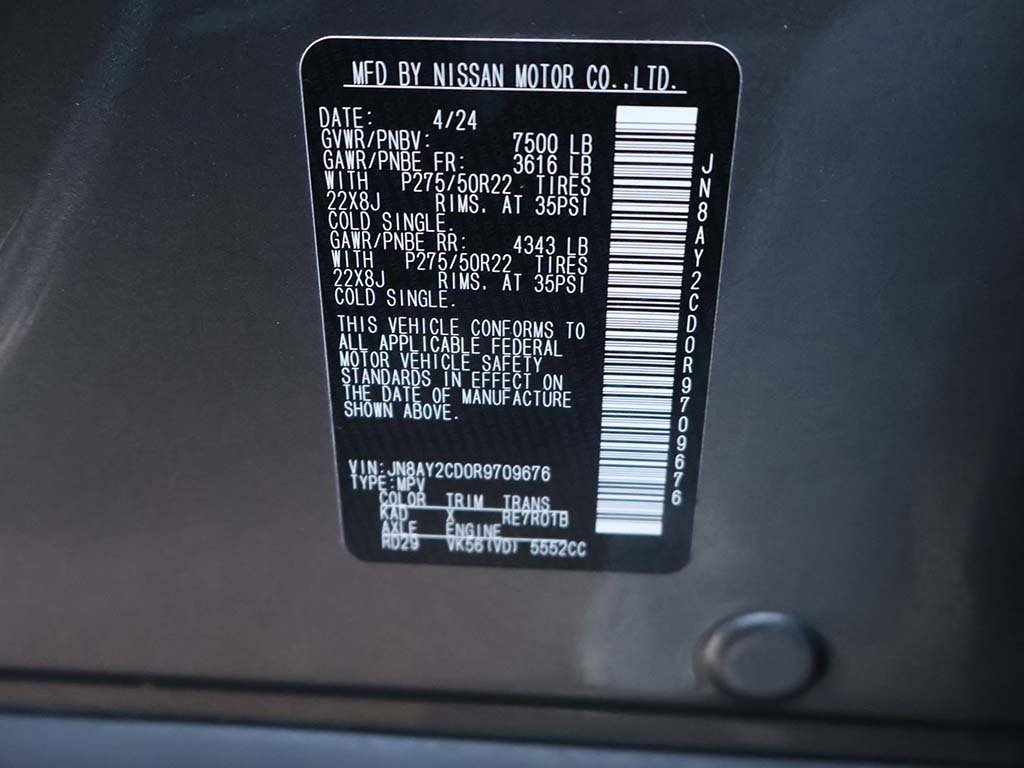 MFD BY NISSAN MOTOR CO.,LTD.
DATE: 4/24
GVWR/PNBV: 7500 LB
GAWR/PNBE FR: 3616 LB
WITH P275/50R22 TIRES
22X8J RIMS. AT 35PSI
COLD SINGLE.
GAWR/PNBE RR: 4343 LB
WITH P275/50R22 TIRES
22X8J RIMS. AT 35PSI
COLD SINGLE.
THIS VEHICLE CONFORMS TO
ALL APPLICABLE FEDERAL
MOTOR VEHICLE SAFETY
STANDARDS IN EFFECT ON
THE DATE OF MANUFACTURE
SHOWN ABOVE.
VIN:JN8AY2CD0R9709676
TYPE:MPV
COLOR TRIM TRANS
KAD X RE7R01B
AXLE ENGINE
RD29 VK56(VD) 5552CC
JN8AY2CD0R9709676